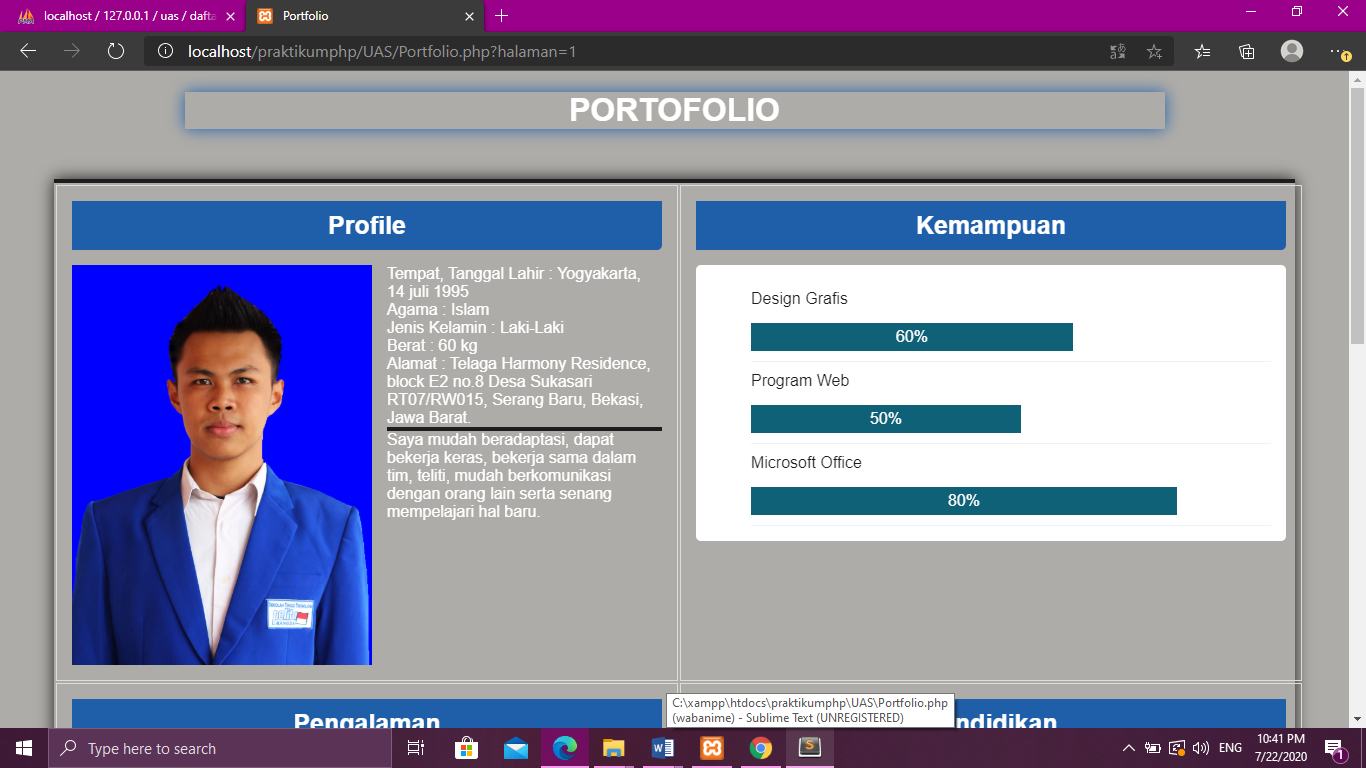 localhost / 127.0.0.1 / uas / dafta
Portfolio
localhost/praktikumphp/UAS/Portfolio.php?halaman=1
PORTOFOLIO
Profile
Tempat, Tanggal Lahir : Yogyakarta,
14 juli 1995
Agama : Islam
Jenis Kelamin : Laki-Laki
Berat : 60 kg
Alamat : Telaga Harmony Residence,
block E2 no.8 Desa Sukasari
RT07/RW015, Serang Baru, Bekasi,
Jawa Barat.
Saya mudah beradaptasi, dapat
bekerja keras, bekerja sama dalam
tim, teliti, mudah berkomunikasi
dengan orang lain serta senang
mempelajari hal baru.
Kemampuan
Design Grafis
60%
Program Web
50%
Microsoft Office
80%
Pengalaman
ndidikan
C:\xampp\htdocs\praktikumphp\UAS\Portfolio.php
(wabanime) - Sublime Text (UNREGISTERED)
Type here to search
ENG
10:41 PM
7/22/2020
1